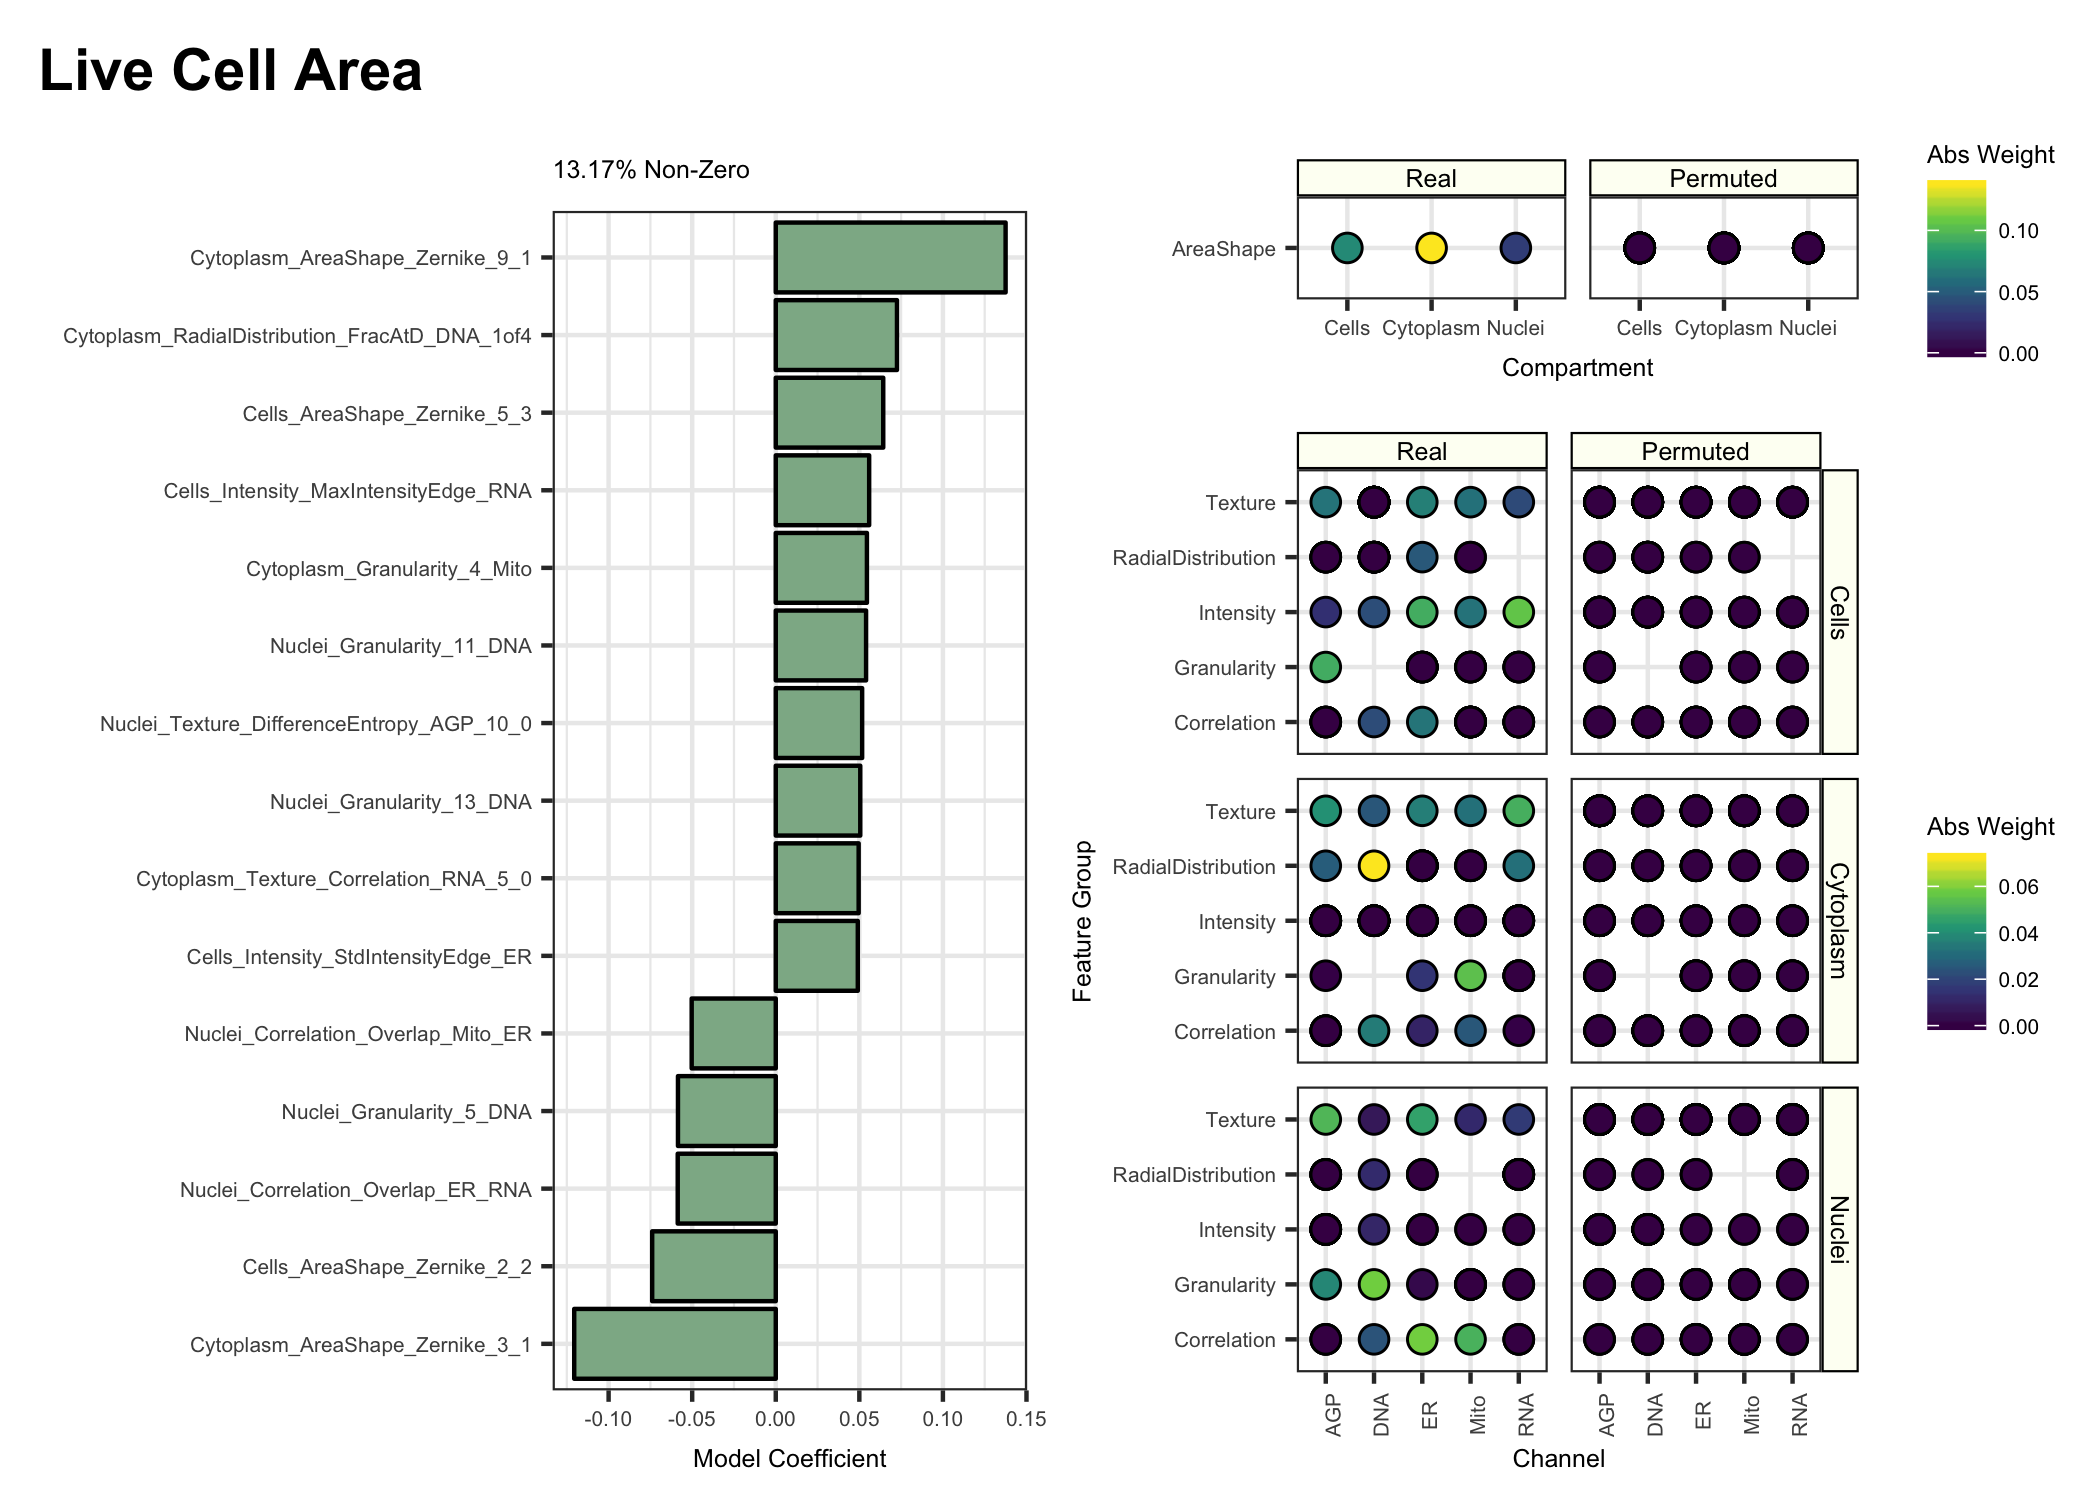 Live Cell Area
13.17% Non-Zero
Cytoplasm_AreaShape_Zernike_9_1
Cytoplasm_RadialDistribution_FracAtD_DNA_1of4
Cells_AreaShape_Zernike_5_3
Cells_Intensity_MaxIntensityEdge_RNA
Cytoplasm_Granularity_4_Mito
Nuclei_Granularity_11_DNA
Nuclei_Texture_DifferenceEntropy_AGP_10_0
Nuclei_Granularity_13_DNA
Cytoplasm_Texture_Correlation_RNA_5_0
Cells_Intensity_StdIntensityEdge_ER
Nuclei_Correlation_Overlap_Mito_ER
Nuclei_Granularity_5_DNA
Nuclei_Correlation_Overlap_ER_RNA
Cells_AreaShape_Zernike_2_2
Cytoplasm_AreaShape_Zernike_3_1
-0.10 -0.05 0.00 0.05 0.10 0.15
Model Coefficient
Real Permuted
AreaShape
Cells Cytoplasm Nuclei Cells Cytoplasm Nuclei
Compartment
Abs Weight
0.10
0.05
0.00
Feature Group
Real Permuted
Texture
RadialDistribution
Intensity
Granularity
Correlation
Cells
Texture
RadialDistribution
Intensity
Granularity
Correlation
Cytoplasm
Texture
RadialDistribution
Intensity
Granularity
Correlation
Nuclei
AGP DNA ER Mito RNA AGP DNA ER Mito RNA
Channel
Abs Weight
0.06
0.04
0.02
0.00